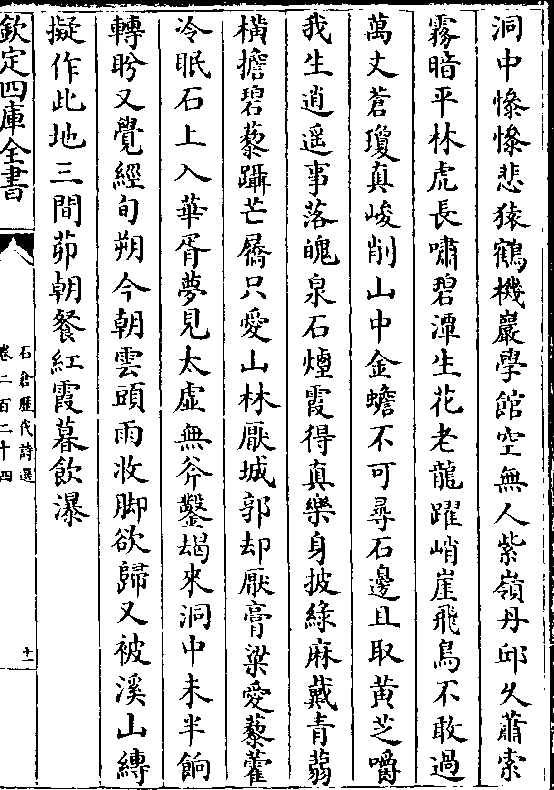 洞中慘慘悲猿鶴機巖學館空無人紫嶺丹邱久蕭索
霧暗平林虎長嘯碧潭生花老龍躍峭崖飛鳥不敢過
萬丈蒼瓊真峻削山中金蟾不可尋石邊且取黄芝嚼
我生逍遥事落魄泉石煙霞得真樂身披綠麻戴青蒻
橫擔碧藜躡芒屩只愛山林厭城郭却厭膏粱愛藜藿
冷眠石上入華胥夢見太虛無斧鑿朅來洞中未半餉
轉盻又覺經旬朔今朝雲頭雨收脚欲歸又被溪山縛
擬作此地三間茆朝餐紅霞暮飲瀑
欽定四庫全書
石倉歷代詩選
卷二百二十四
十一